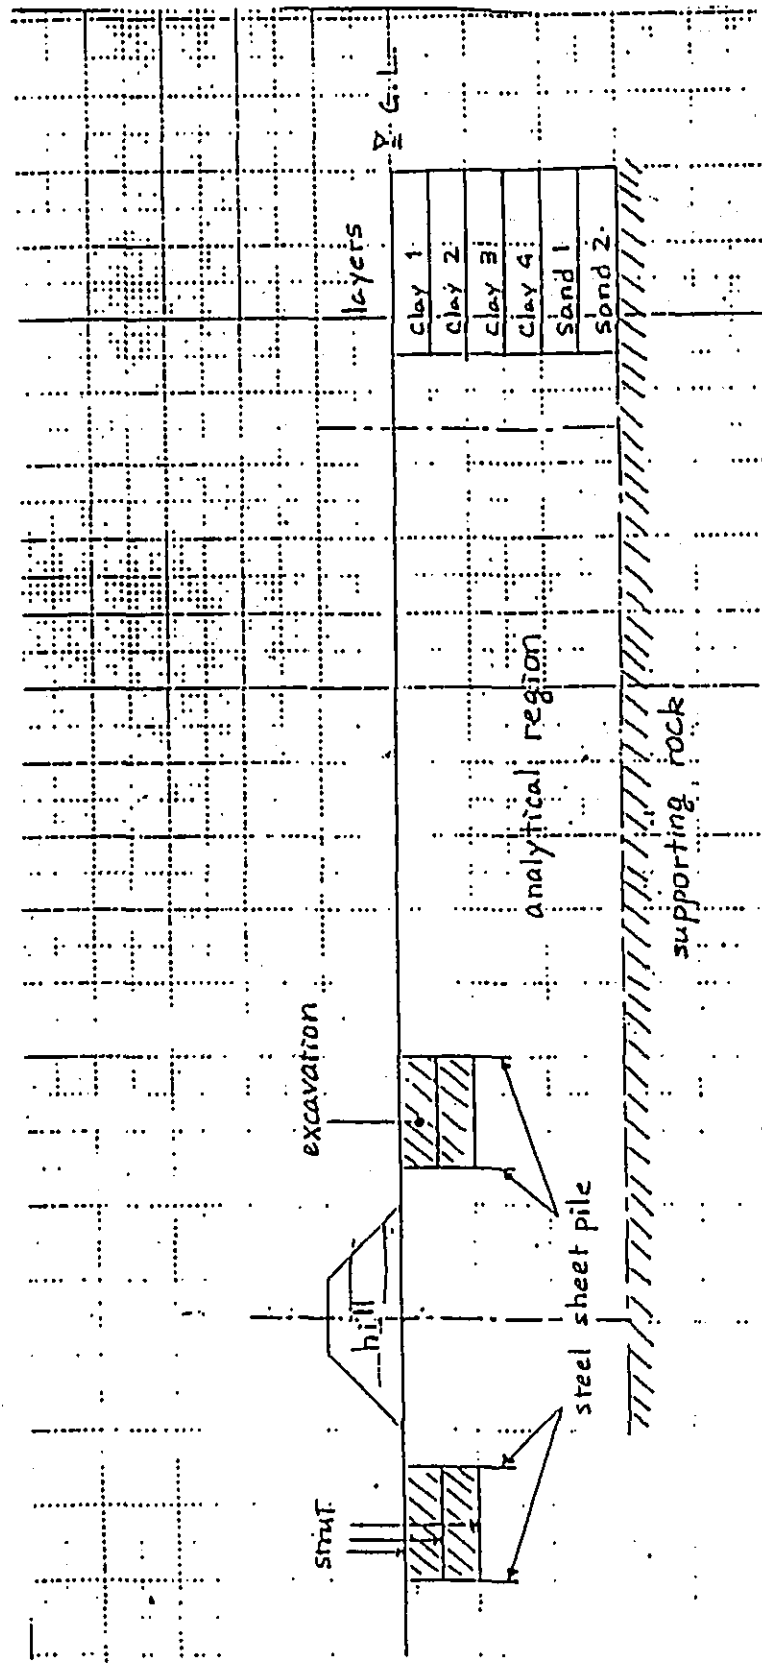 ▽ G.L.
layers
clay 1
clay 2
clay 3
clay 4
sand 1
sand 2
excavation
analytical region
supporting rock
hill
strut
steel sheet pile